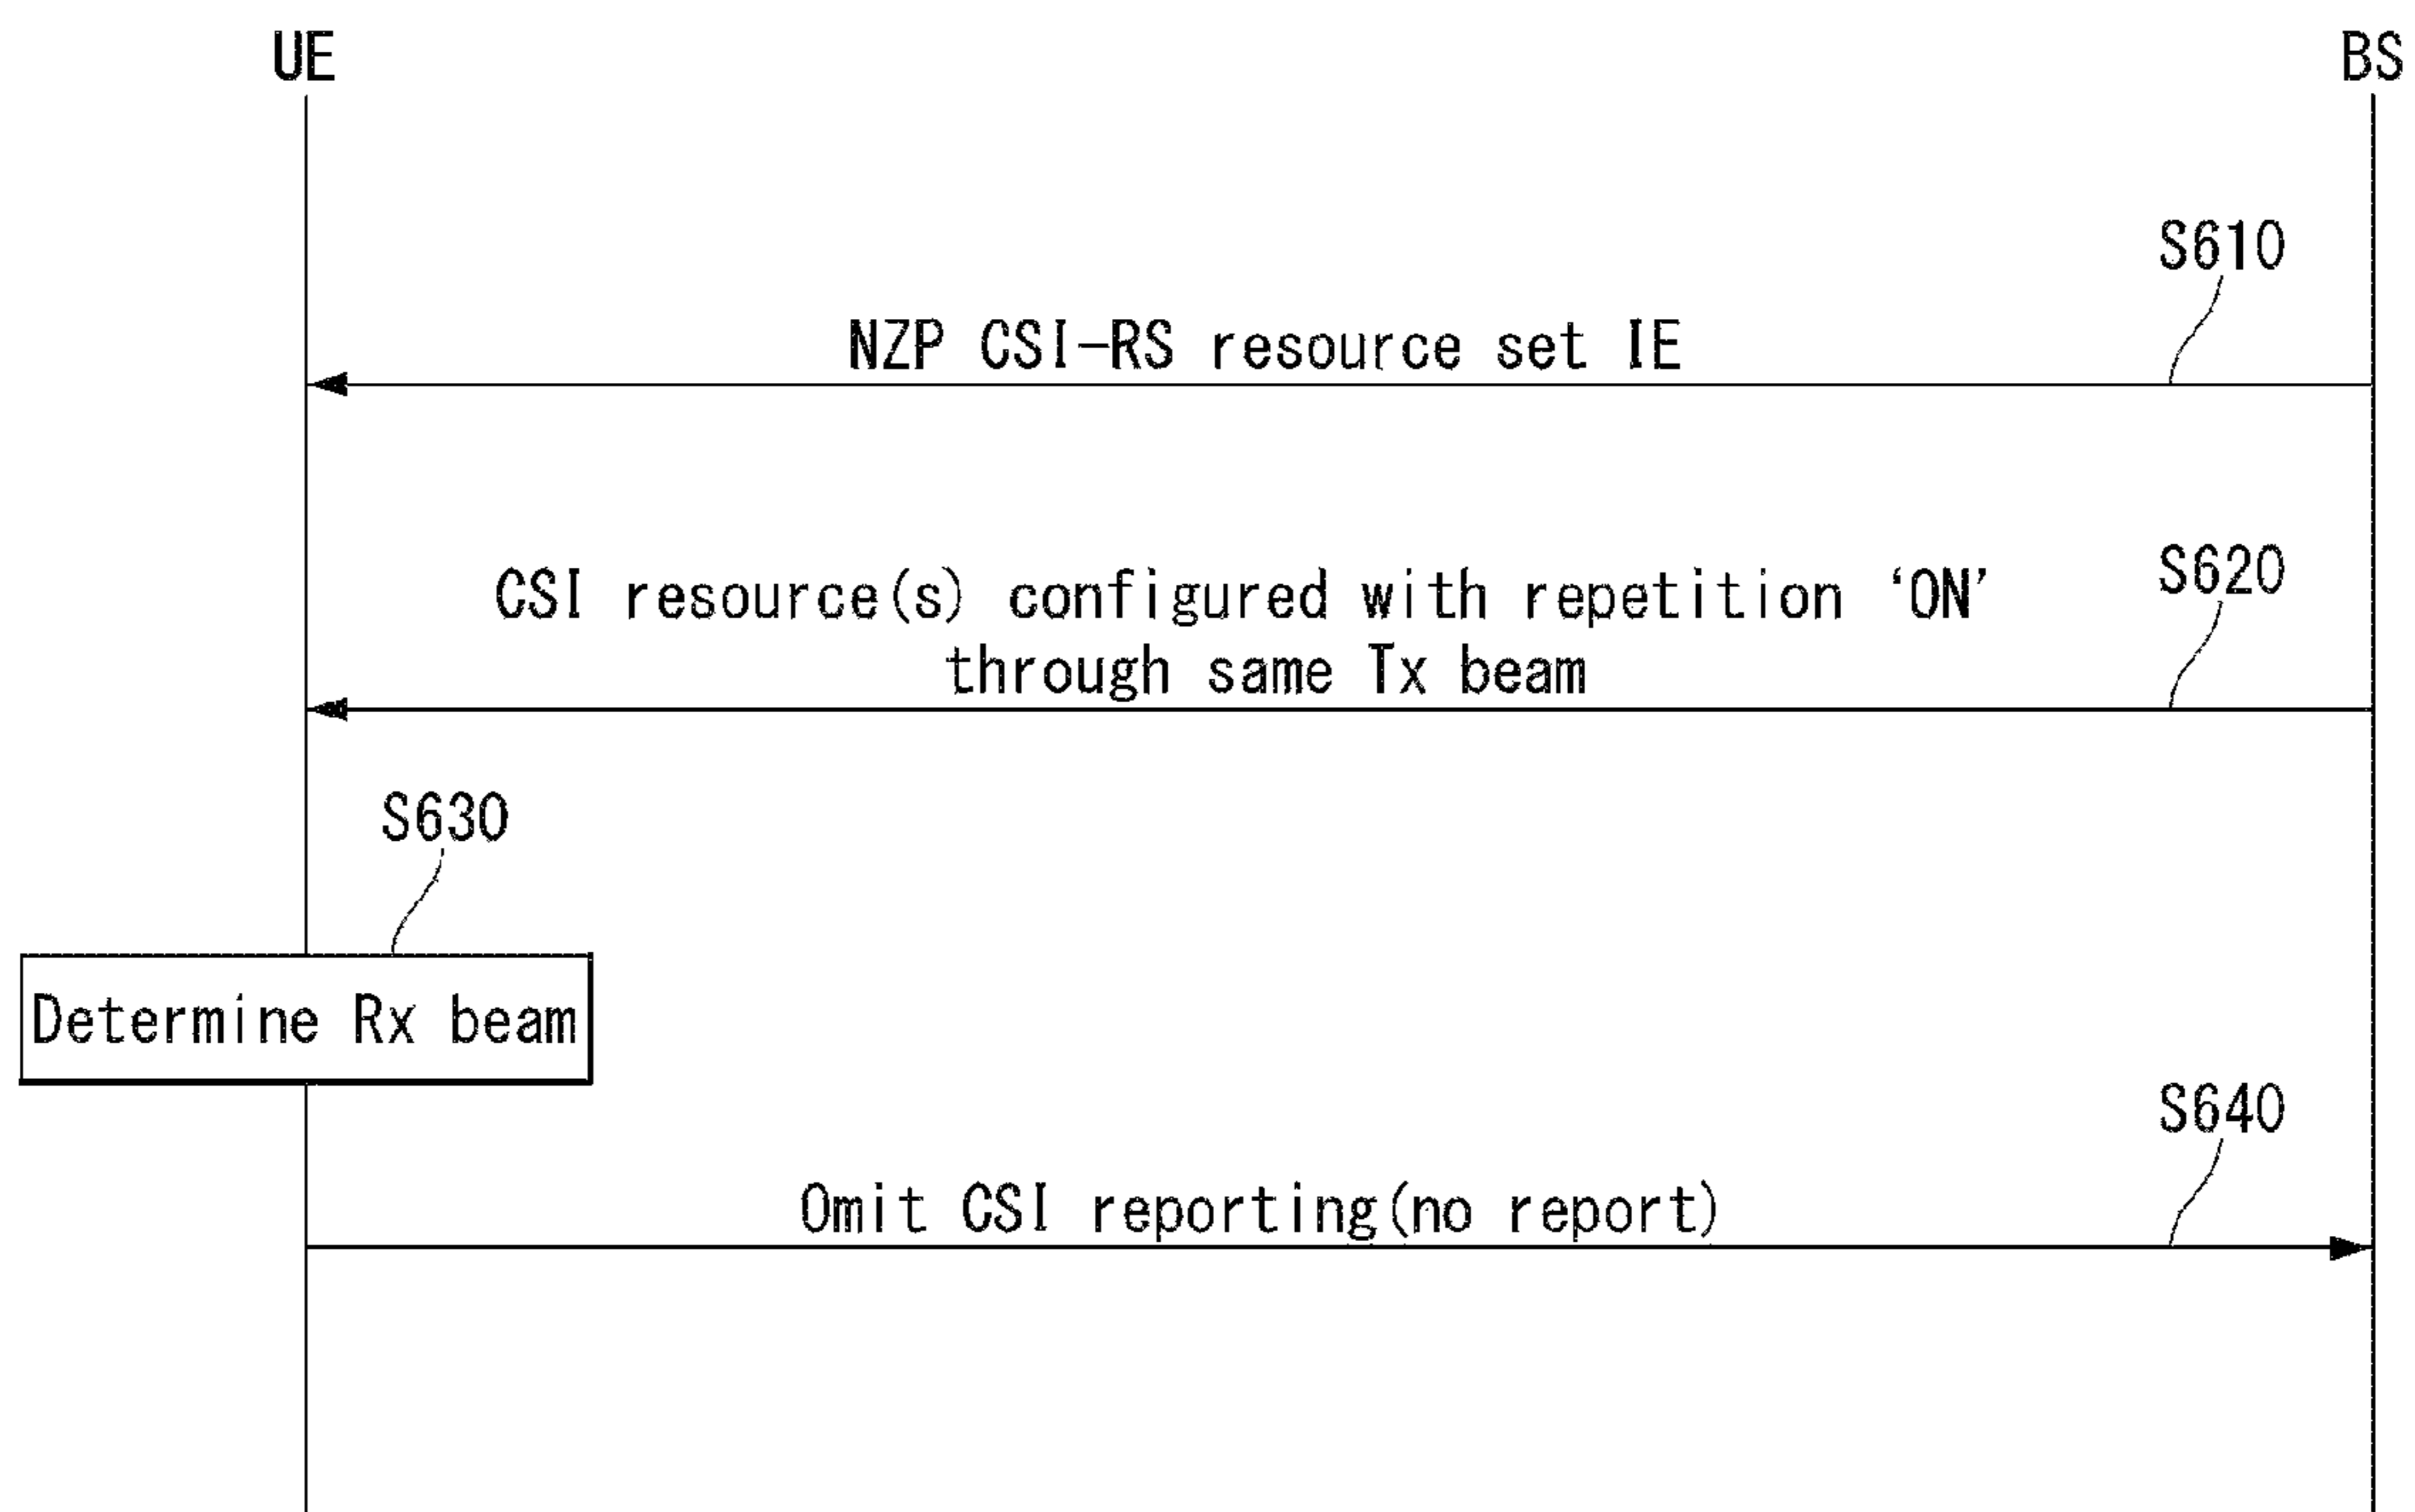 UE
BS
S610
NZP CSI-RS resource set IE
S620
CSI resource(s) configured with repetition ‘ON’
through same Tx beam
S630
Determine Rx beam
S640
Omit CSI reporting(no report)